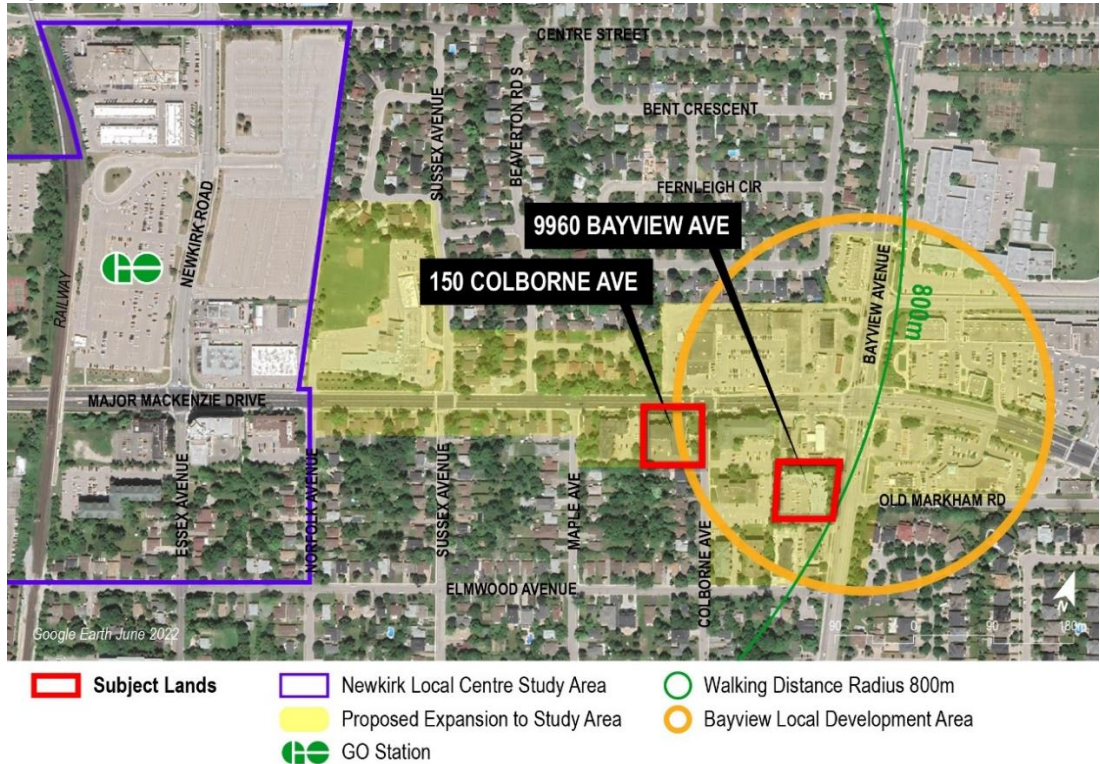 CENTRE STREET
BENT CRESCENT
FERNLEIGH CIR
SUSSEX AVENUE
BEAVERTON RD S
9960 BAYVIEW AVE
150 COLBORNE AVE
NEWKIRK ROAD
GO
RAILWAY
BAYVIEW AVENUE
800m
MAJOR MACKENZIE DRIVE
ESSEX AVENUE
NORFOLK AVENUE
SUSSEX AVENUE
MAPLE AVE
COLBORNE AVE
OLD MARKHAM RD
ELMWOOD AVENUE
N
Google Earth June 2022
90 0 90 180m
Subject Lands
Newkirk Local Centre Study Area
Walking Distance Radius 800m
Proposed Expansion to Study Area
Bayview Local Development Area
GO
GO Station